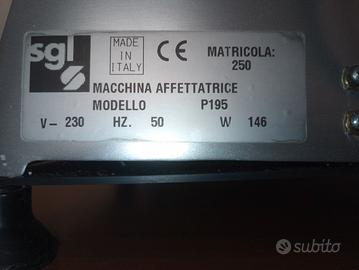 sgl
MADE
IN
ITALY
CE
MATRICOLA:
250
MACCHINA AFFETTATRICE
MODELLO P195
V- 230 HZ. 50 W 146
subito